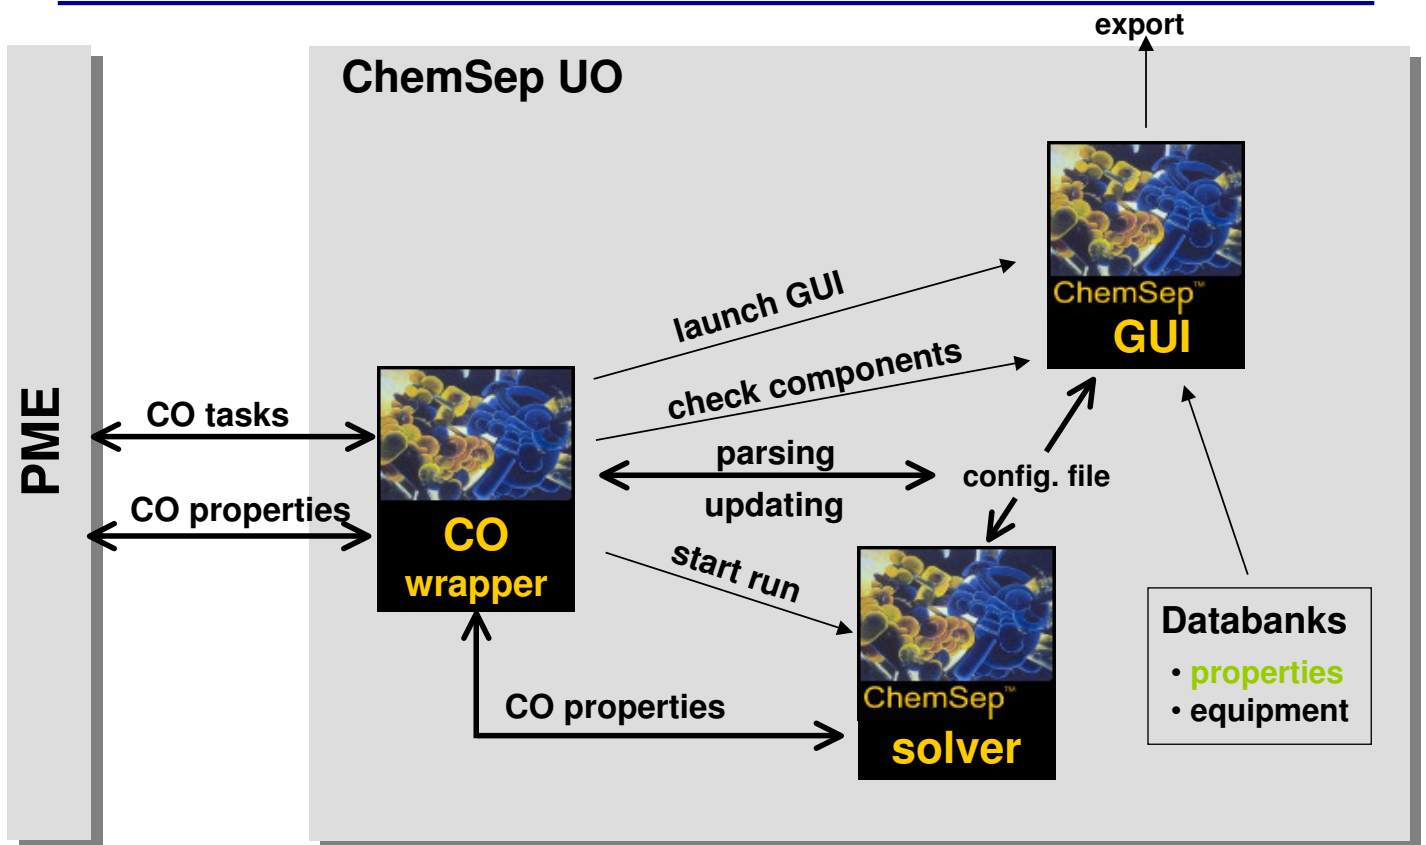 export
ChemSep UO
PME
CO tasks
CO properties
CO
wrapper
launch GUI
check components
parsing
updating
start run
CO properties
config. file
ChemSep™
GUI
ChemSep™
solver
Databanks
• properties
• equipment